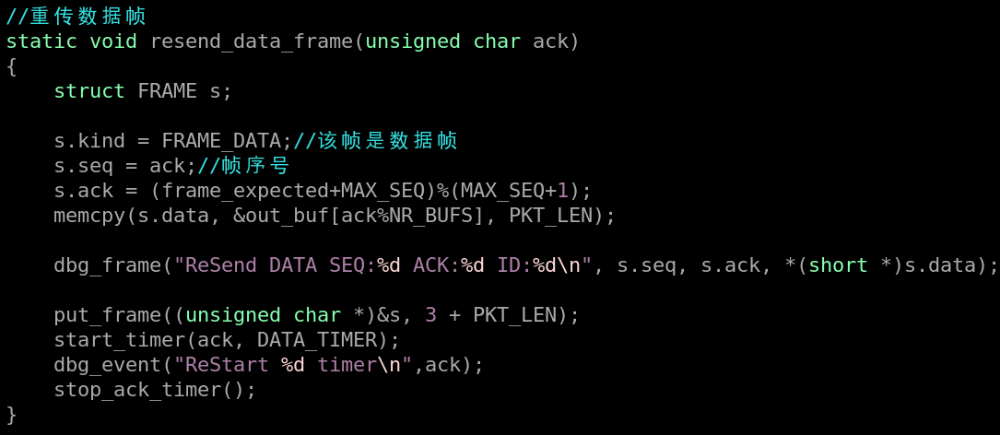 //重传数据帧
static void resend_data_frame(unsigned char ack)
{
    struct FRAME s;

    s.kind = FRAME_DATA;//该帧是数据帧
    s.seq = ack;//帧序号
    s.ack = (frame_expected+MAX_SEQ)%(MAX_SEQ+1);
    memcpy(s.data, &out_buf[ack%NR_BUFS], PKT_LEN);

    dbg_frame("ReSend DATA SEQ:%d ACK:%d ID:%d\n", s.seq, s.ack, *(short *)s.data);

    put_frame((unsigned char *)&s, 3 + PKT_LEN);
    start_timer(ack, DATA_TIMER);
    dbg_event("ReStart %d timer\n",ack);
    stop_ack_timer();
}